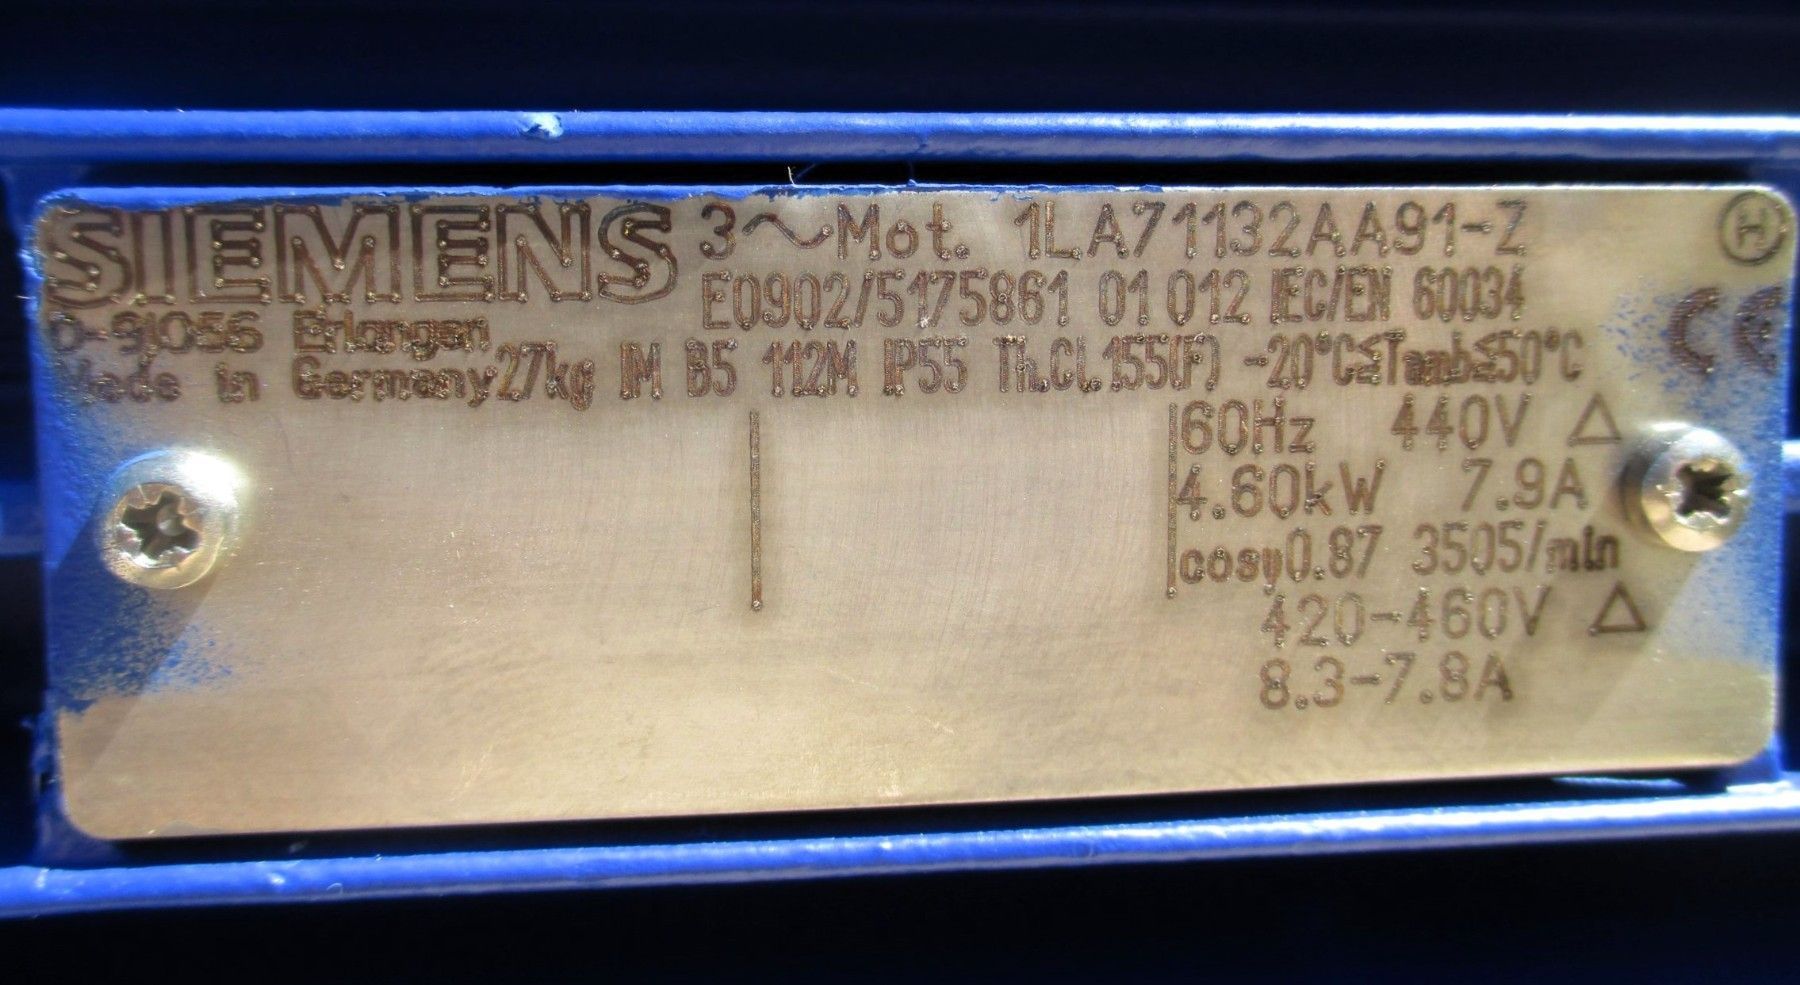 SIEMENS 3~Mot. 1LA71132AA91-Z H
E0902/5175861 01 012 IEC/EN 60034
D-91056 Erlangen
Made in Germany 27kg IM B5 112M IP55 Th.Cl.155(F) -20°C≤Tamb≤50°C
CE
60Hz 440V △
4.60kW 7.9A
cosφ0.87 3505/min
420-460V △
8.3-7.8A